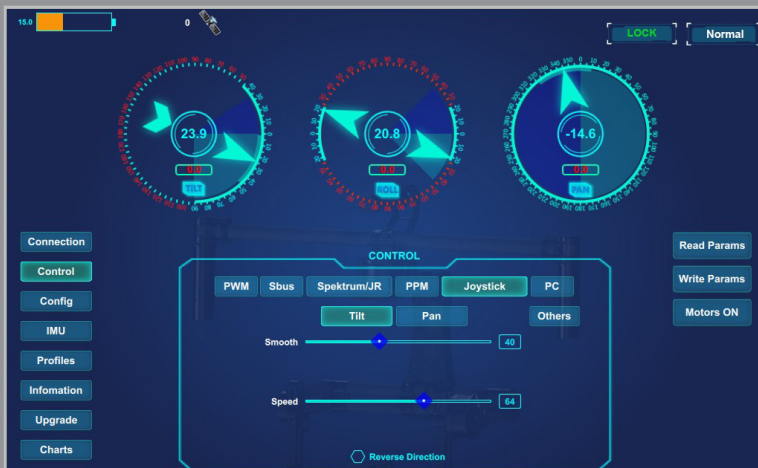 15.0
0
LOCK
Normal
23.9
0.0
TILT
20.8
0.0
ROLL
-14.6
0.0
PAN
Connection
Control
Config
IMU
Profiles
Infomation
Upgrade
Charts
CONTROL
PWM Sbus Spektrum/JR PPM Joystick PC
Tilt Pan Others
Smooth 40
Speed 64
Reverse Direction
Read Params
Write Params
Motors ON